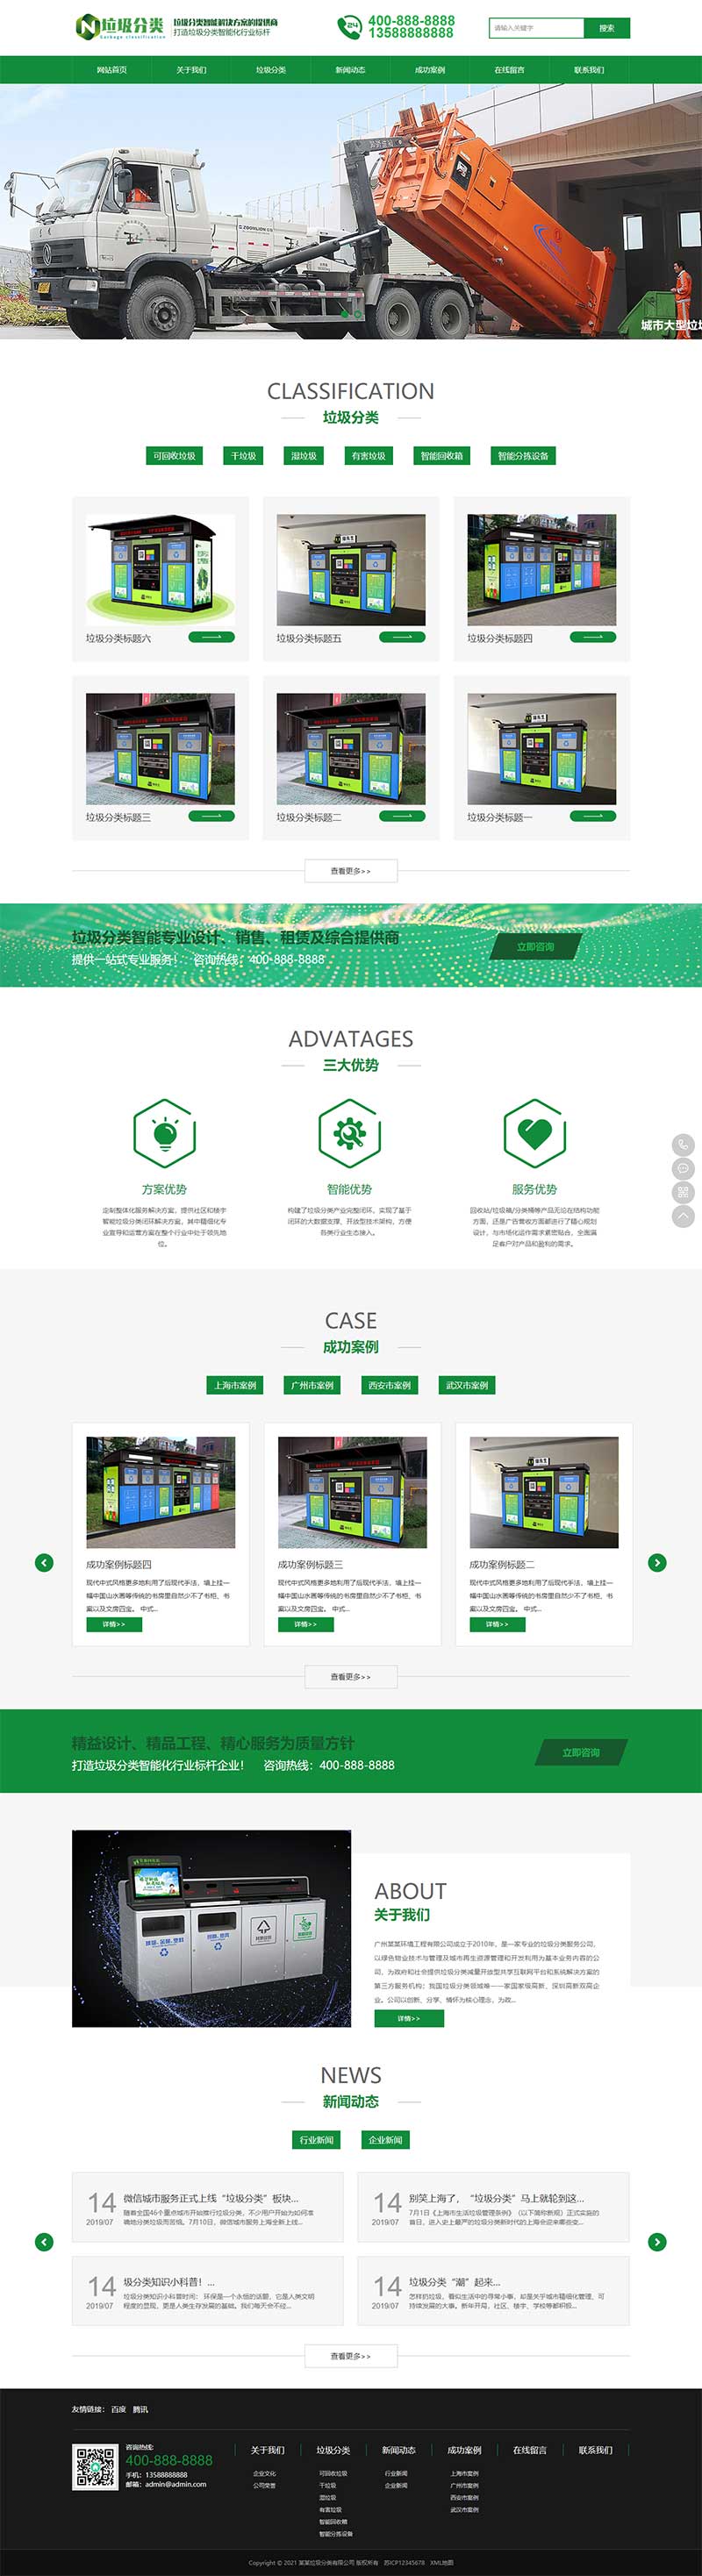 垃圾分类
Garbage classification
垃圾分类智能解决方案的提供商
打造垃圾分类智能化行业标杆
24
400-888-8888
13588888888
请输入关键字
搜索
网站首页 关于我们 垃圾分类 新闻动态 成功案例 在线留言 联系我们
ZOOMLION
城市大型垃圾
CLASSIFICATION
垃圾分类
可回收垃圾 干垃圾 湿垃圾 有害垃圾 智能回收箱 智能分拣设备
垃圾分类标题六 垃圾分类标题五 垃圾分类标题四
垃圾分类标题三 垃圾分类标题二 垃圾分类标题一
查看更多>>
垃圾分类智能专业设计、销售、租赁及综合提供商
提供一站式专业服务! 咨询热线：400-888-8888
立即咨询
ADVATAGES
三大优势
方案优势
定制整体化服务解决方案，提供社区和楼宇
智能垃圾分类闭环解决方案，其中精细化专
业宣导和运营方案在整个行业中处于领先地
位。
智能优势
构建了垃圾分类产业完整闭环，实现了基于
闭环的大数据支撑、开放型技术架构，方便
各类行业生态接入。
服务优势
回收站/垃圾箱/分类桶等产品无论在结构功能
方面，还是广告营收方面都进行了精心规划
设计，与市场化运作需求紧密贴合，全面满
足客户对产品和盈利的需求。
CASE
成功案例
上海市案例 广州市案例 西安市案例 武汉市案例
成功案例标题四
现代中式风格更多地利用了后现代手法，墙上挂一
幅中国山水画等传统的书房里自然少不了书柜、书
案以及文房四宝。 中式...
详情>>
成功案例标题三
现代中式风格更多地利用了后现代手法，墙上挂一
幅中国山水画等传统的书房里自然少不了书柜、书
案以及文房四宝。 中式...
详情>>
成功案例标题二
现代中式风格更多地利用了后现代手法，墙上挂一
幅中国山水画等传统的书房里自然少不了书柜、书
案以及文房四宝。 中式...
详情>>
查看更多>>
精益设计、精品工程、精心服务为质量方针
打造垃圾分类智能化行业标杆企业! 咨询热线：400-888-8888
立即咨询
ABOUT
关于我们
广州某某环境工程有限公司成立于2010年，是一家专业的垃圾分类服务公司，
以绿色物业技术与管理及城市再生资源管理和开发利用为基本业务内容的公
司，为政府和社会提供垃圾分类减量开放型共享互联网平台和系统解决方案的
第三方服务机构；我国垃圾分类领域唯一一家国家级高新、深圳高新双高企
业。公司以创新、分享、情怀为核心理念，为政...
详情>>
NEWS
新闻动态
行业新闻 企业新闻
14
2019/07
微信城市服务正式上线“垃圾分类”板块...
随着全国46个重点城市开始推行垃圾分类，不少用户开始为如何准
确地分类垃圾而苦恼。7月10日，微信城市服务上海全新上线...
14
2019/07
别笑上海了，“垃圾分类”马上就轮到这...
7月1日《上海市生活垃圾管理条例》（以下简称新规）正式实施的
首日，进入史上最严的垃圾分类新时代的上海会迎来哪些变...
14
2019/07
圾分类知识小科普！...
垃圾分类知识小科普时间： 环保是一个永恒的话题，它是人类文明
程度的显现，更是人类生存发展的基础。我们每天会不经...
14
2019/07
垃圾分类“潮”起来...
怎样扔垃圾，看似生活中的寻常小事，却是关乎城市精细化管理、可
持续发展的大事。新年开局，社区、楼宇、学校等都积极...
查看更多>>
友情链接： 百度 腾讯
咨询热线:
400-888-8888
手机：13588888888
邮箱：admin@admin.com
关于我们 垃圾分类 新闻动态 成功案例 在线留言 联系我们
企业文化 可回收垃圾 行业新闻 上海市案例
公司荣誉 干垃圾 企业新闻 广州市案例
湿垃圾 西安市案例
有害垃圾 武汉市案例
智能回收箱
智能分拣设备
Copyright © 2021 某某垃圾分类有限公司 版权所有 苏ICP12345678 XML地图